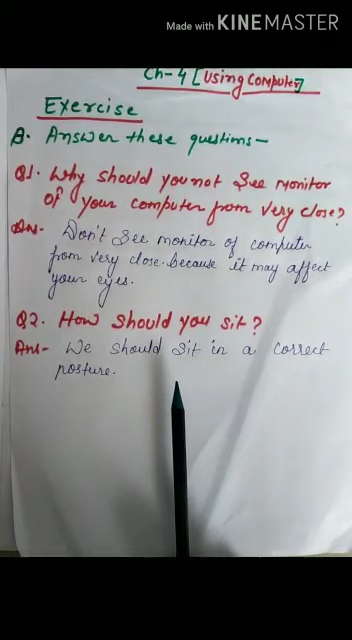 Made with KINEMASTER
Ch-4 [Using Computer]
Exercise
B. Answer these questions-
Q1. Why should you not See Monitor
of your computer from very close?
Ans- Don't See monitor of computer
from very close. because it may affect
your eyes.
Q2. How should you sit?
Ans- We should sit in a correct
posture.